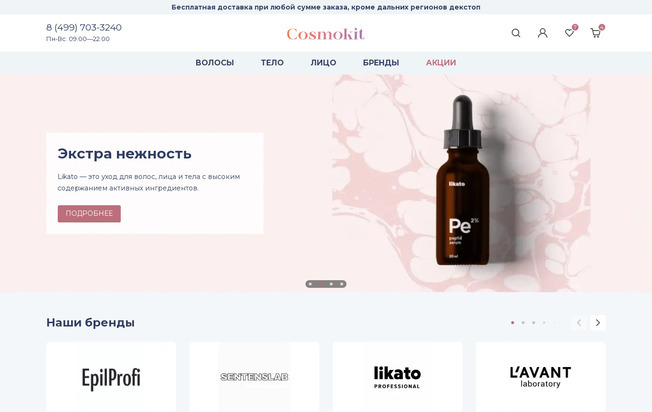 Бесплатная доставка при любой сумме заказа, кроме дальних регионов декстоп
8 (499) 703-3240
Пн-Вс: 09:00—22:00
Cosmokit
ВОЛОСЫ ТЕЛО ЛИЦО БРЕНДЫ АКЦИИ
Экстра нежность
Likato — это уход для волос, лица и тела с высоким
содержанием активных ингредиентов.
ПОДРОБНЕЕ
likato
Pe 2%
peptid
serum
Наши бренды
EpilProfi
SENTENSLAB
likato
PROFESSIONAL
L'AVANT
laboratory